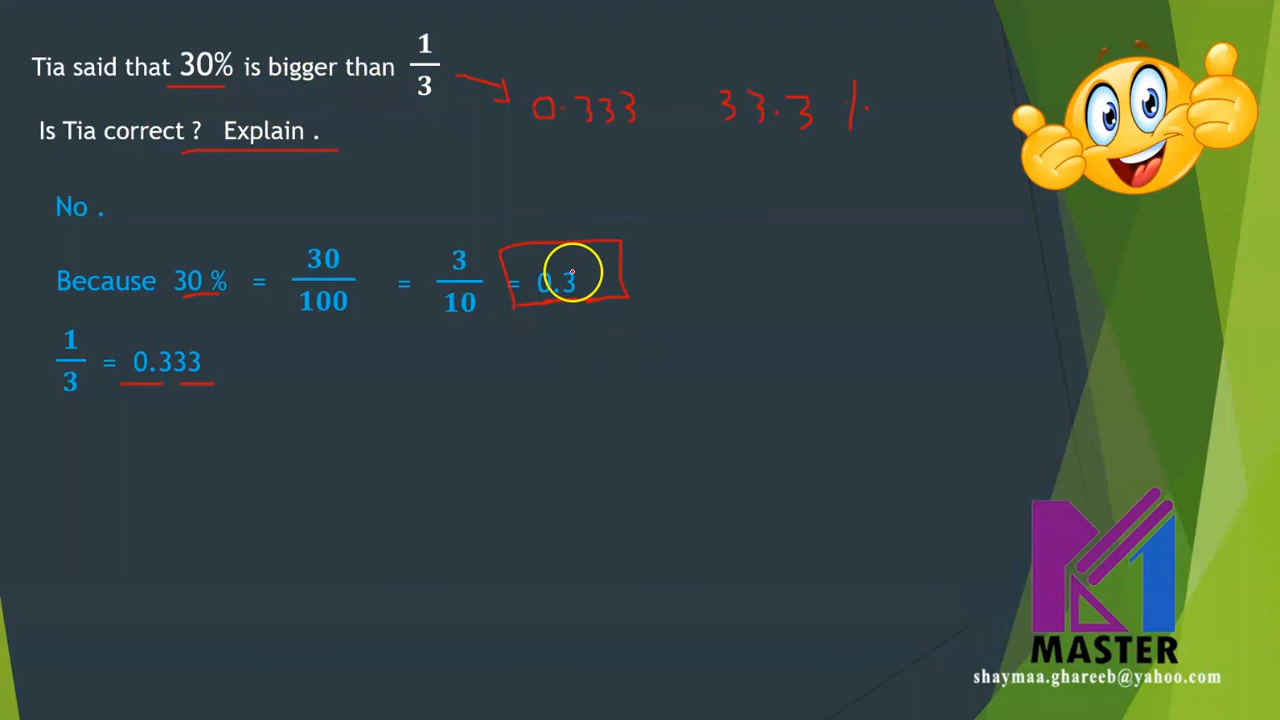 Tia said that 30% is bigger than 1/3 0.333 33.3 %
Is Tia correct ? Explain .
No .
Because 30 % = 30/100 = 3/10 = 0.3
1/3 = 0.333
M1
MASTER
shaymaa.ghareeb@yahoo.com